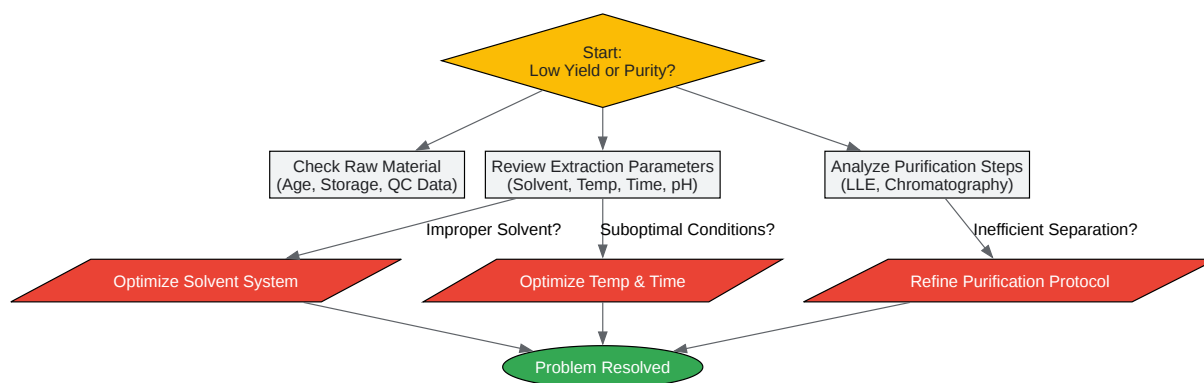 Start:
Low Yield or Purity?
Check Raw Material
(Age, Storage, QC Data)
Review Extraction Parameters
(Solvent, Temp, Time, pH)
Analyze Purification Steps
(LLE, Chromatography)
Improper Solvent?
Suboptimal Conditions?
Inefficient Separation?
Optimize Solvent System
Optimize Temp & Time
Refine Purification Protocol
Problem Resolved